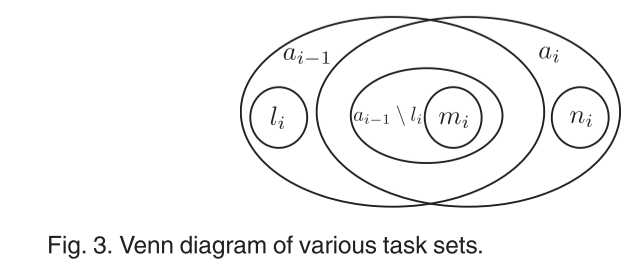 a_{i−1}
a_i
l_i
a_{i−1} \ l_i
m_i
n_i
Fig. 3. Venn diagram of various task sets.